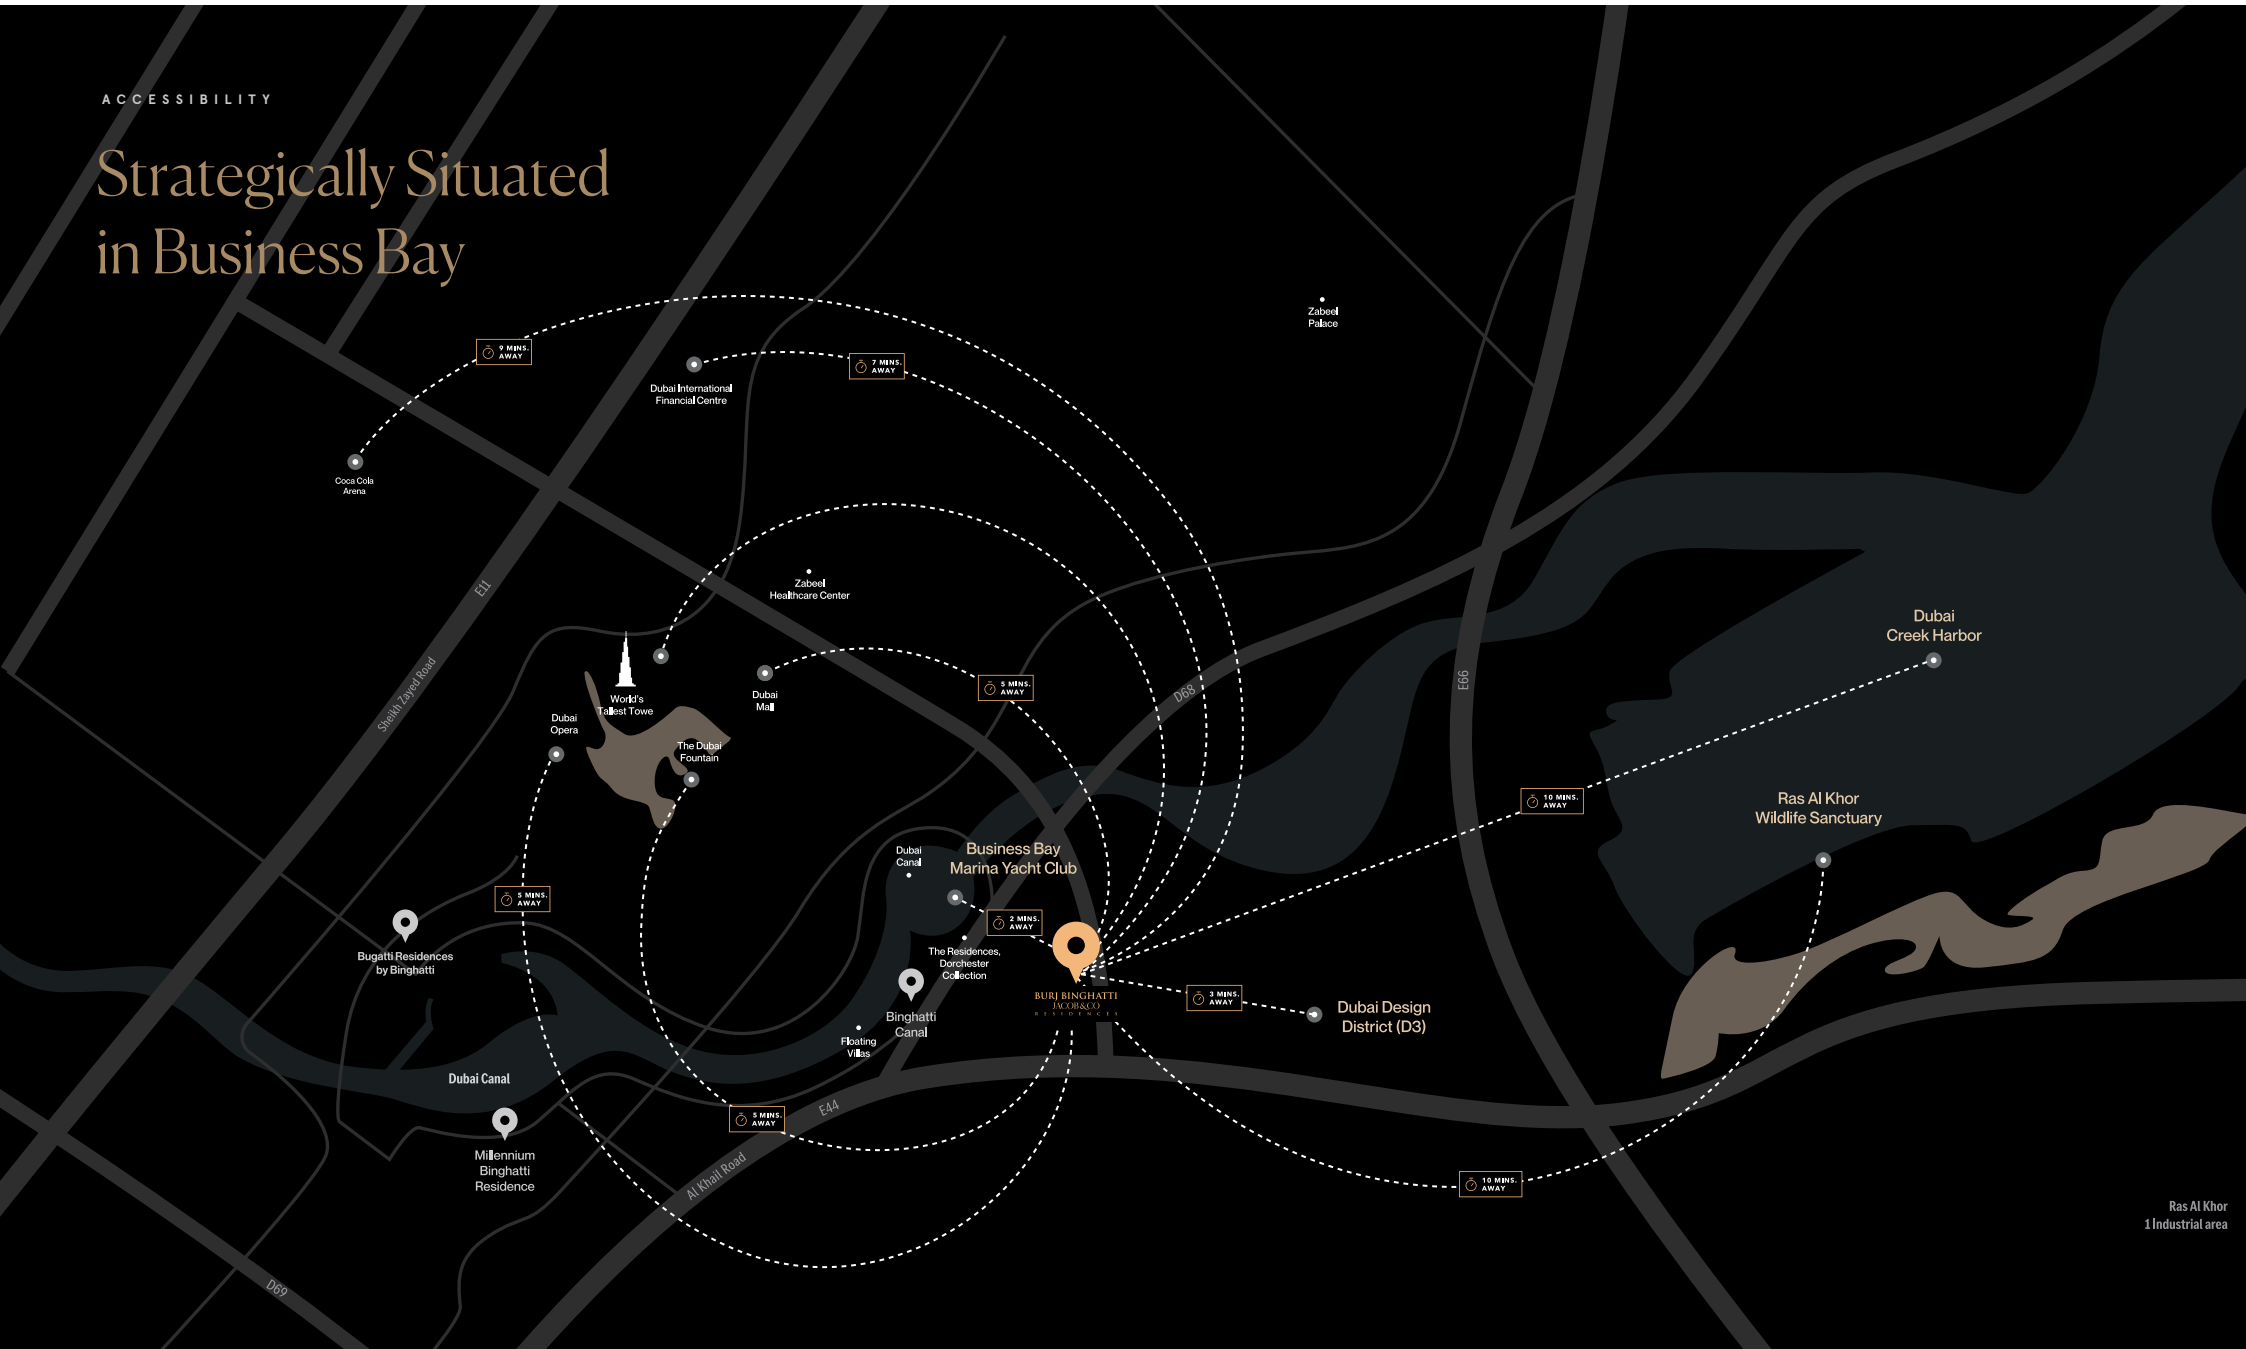 ACCESSIBILITY
Strategically Situated
in Business Bay
Zabeel
Palace
9 MINS.
AWAY
7 MINS.
AWAY
Dubai International
Financial Centre
Coca Cola
Arena
E11
Zabeel
Healthcare Center
Dubai
Creek Harbor
Sheikh Zayed Road
World's
Tallest Towe
Dubai
Mall
5 MINS.
AWAY
D68
E66
Dubai
Opera
The Dubai
Fountain
10 MINS.
AWAY
Ras Al Khor
Wildlife Sanctuary
Dubai
Canal
Business Bay
Marina Yacht Club
5 MINS.
AWAY
2 MINS.
AWAY
Bugatti Residences
by Binghatti
The Residences,
Dorchester
Collection
BURJ BINGHATTI
JACOB&CO
RESIDENCES
3 MINS.
AWAY
Dubai Design
District (D3)
Binghatti
Canal
Floating
Villas
Dubai Canal
5 MINS.
AWAY
E44
Millennium
Binghatti
Residence
Al Khail Road
10 MINS.
AWAY
Ras Al Khor
1 Industrial area
D69